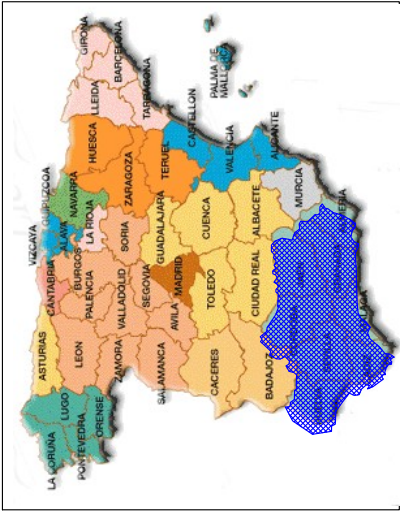 LA CORUÑA
LUGO
PONTEVEDRA
ORENSE
ASTURIAS
CANTABRIA
VIZCAYA
GUIPUZCOA
ALAVA
NAVARRA
LEON
PALENCIA
BURGOS
LA RIOJA
HUESCA
LLEIDA
GIRONA
BARCELONA
TARRAGONA
ZAMORA
VALLADOLID
SORIA
ZARAGOZA
SALAMANCA
AVILA
SEGOVIA
MADRID
GUADALAJARA
TERUEL
CASTELLON
PALMA DE
MALLORCA
CACERES
TOLEDO
CUENCA
VALENCIA
BADAJOZ
CIUDAD REAL
ALBACETE
ALICANTE
MURCIA
JAEN
SEVILLA